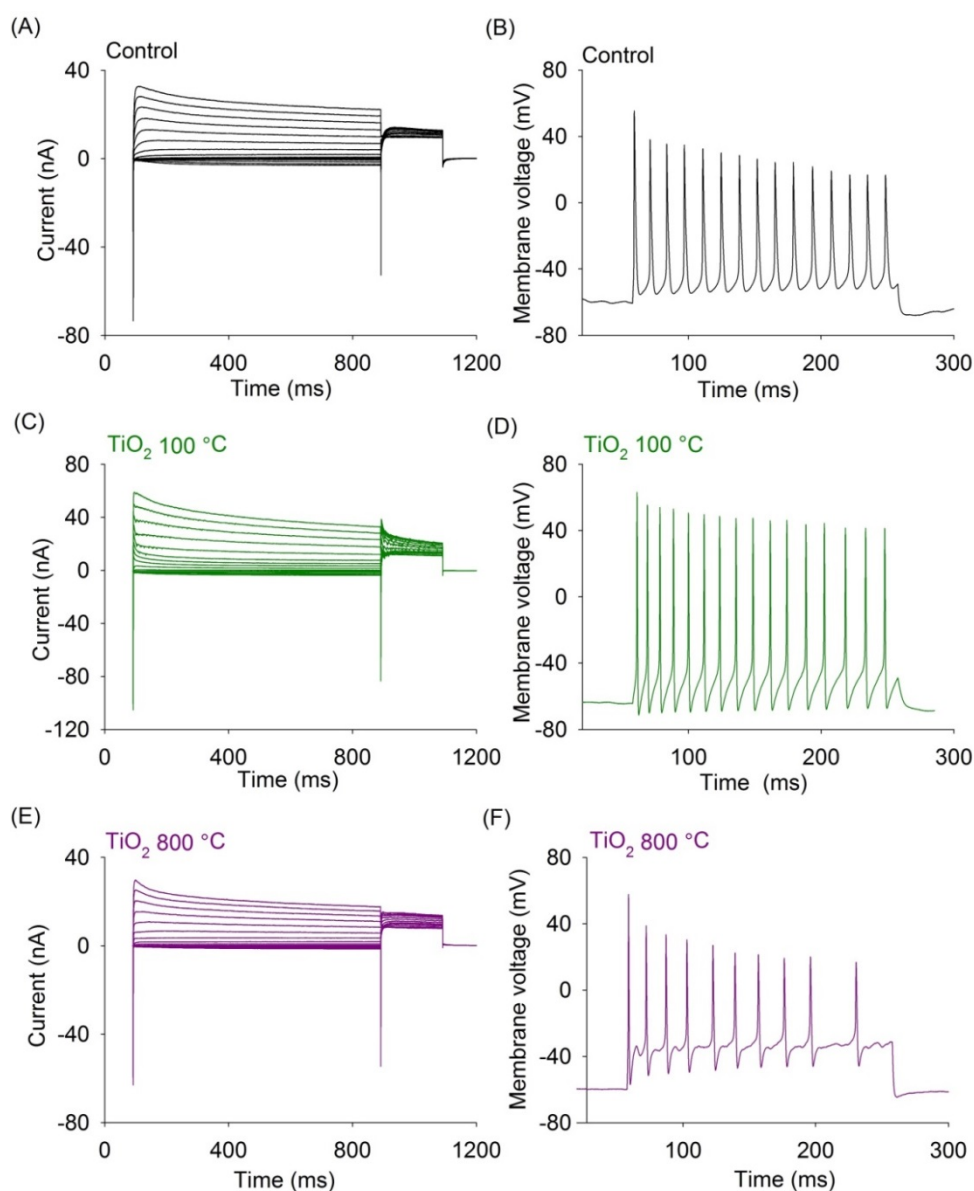 (A)
Control
40
0
-40
-80
Current (nA)
400
800
1200
Time (ms)
(B)
Control
80
40
0
-40
-80
Membrane voltage (mV)
100
200
300
Time (ms)
(C)
TiO₂ 100 °C
80
40
0
-40
-80
-120
Current (nA)
400
800
1200
Time (ms)
(D)
TiO₂ 100 °C
80
40
0
-40
-80
Membrane voltage (mV)
100
200
300
Time (ms)
(E)
TiO₂ 800 °C
40
0
-40
-80
Current (nA)
0
400
800
1200
Time (ms)
(F)
TiO₂ 800 °C
80
40
0
-40
-80
Membrane voltage (mV)
100
200
300
Time (ms)